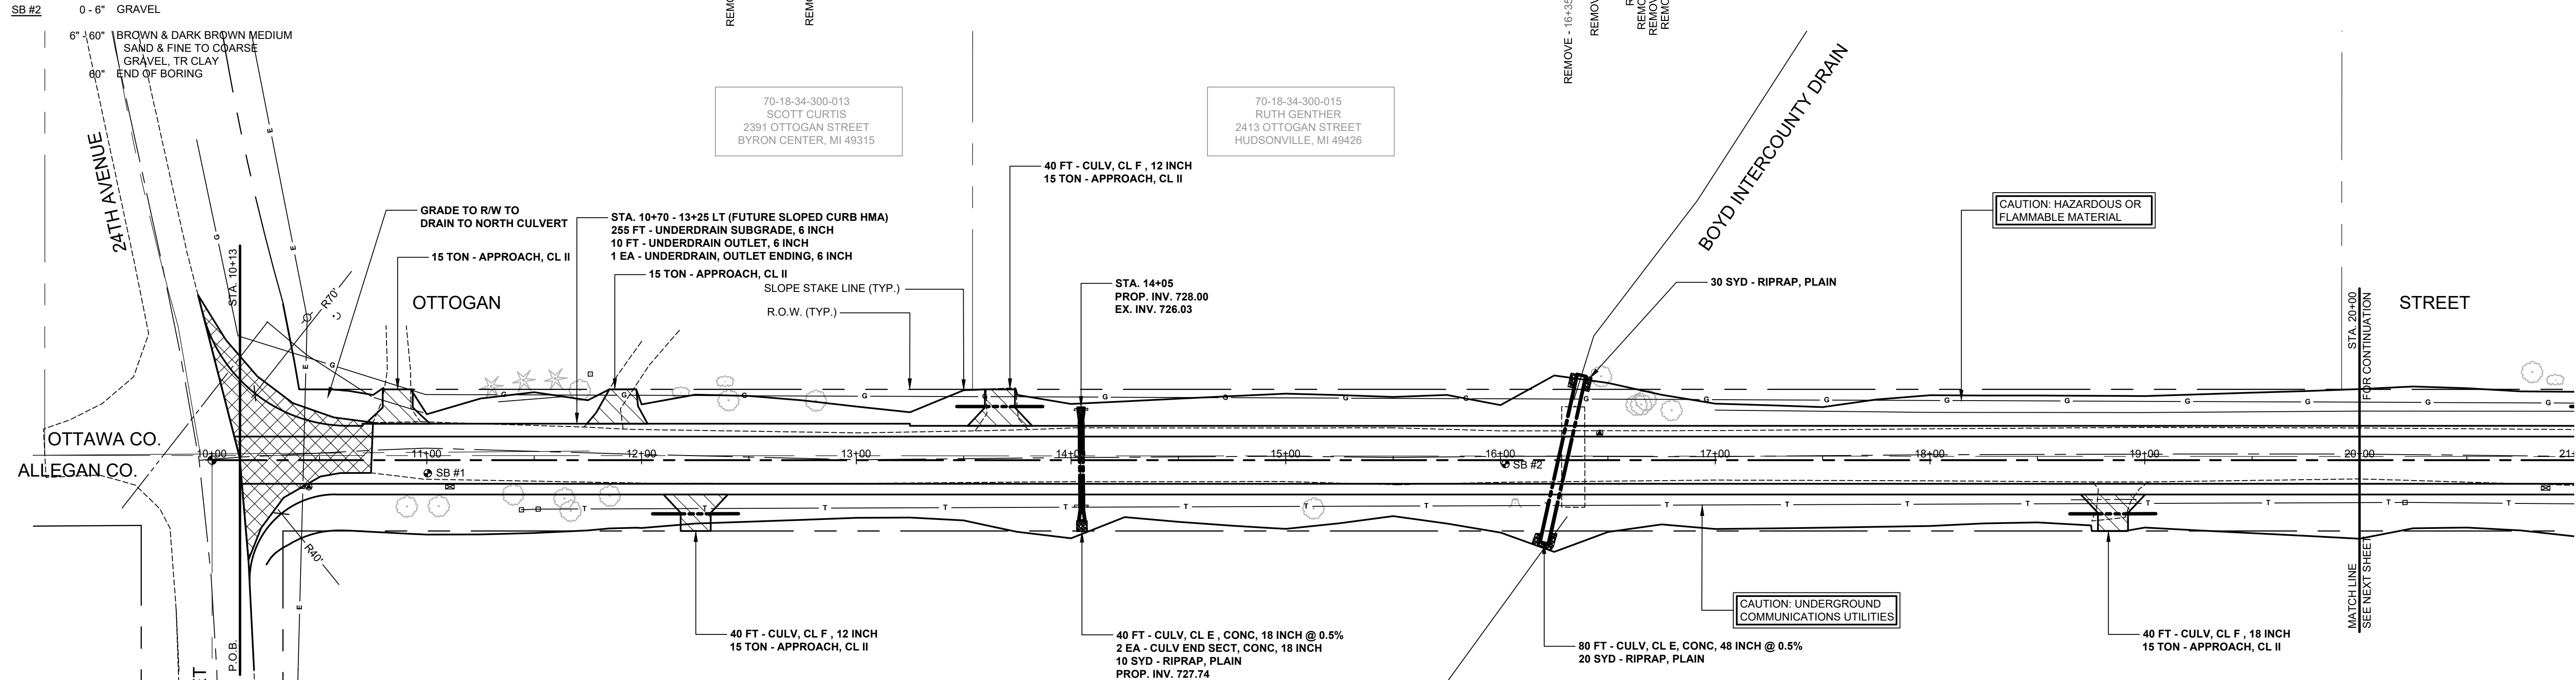 SB #2 0 - 6" GRAVEL
6" - 60" BROWN & DARK BROWN MEDIUM
SAND & FINE TO COARSE
GRAVEL, TR CLAY
60" END OF BORING
REMOVE - 16+35
70-18-34-300-013
SCOTT CURTIS
2391 OTTOGAN STREET
BYRON CENTER, MI 49315
70-18-34-300-015
RUTH GENTHER
2413 OTTOGAN STREET
HUDSONVILLE, MI 49426
BOYD INTERCOUNTY DRAIN
24TH AVENUE
40 FT - CULV, CL F , 12 INCH
15 TON - APPROACH, CL II
CAUTION: HAZARDOUS OR
FLAMMABLE MATERIAL
GRADE TO R/W TO
DRAIN TO NORTH CULVERT
STA. 10+70 - 13+25 LT (FUTURE SLOPED CURB HMA)
255 FT - UNDERDRAIN SUBGRADE, 6 INCH
10 FT - UNDERDRAIN OUTLET, 6 INCH
1 EA - UNDERDRAIN, OUTLET ENDING, 6 INCH
15 TON - APPROACH, CL II
15 TON - APPROACH, CL II
SLOPE STAKE LINE (TYP.)
R.O.W. (TYP.)
STA. 14+05
PROP. INV. 728.00
EX. INV. 726.03
30 SYD - RIPRAP, PLAIN
STA. 10+13
R70'
OTTOGAN
STREET
STA. 20+00
FOR CONTINUATION
OTTAWA CO.
ALLEGAN CO.
10+00 11+00 12+00 13+00 14+00 15+00 16+00 17+00 18+00 19+00 20+00
SB #1
SB #2
R40'
P.O.B.
MATCH LINE
SEE NEXT SHEET
CAUTION: UNDERGROUND
COMMUNICATIONS UTILITIES
40 FT - CULV, CL F , 12 INCH
15 TON - APPROACH, CL II
40 FT - CULV, CL E , CONC, 18 INCH @ 0.5%
2 EA - CULV END SECT, CONC, 18 INCH
10 SYD - RIPRAP, PLAIN
PROP. INV. 727.74
80 FT - CULV, CL E, CONC, 48 INCH @ 0.5%
20 SYD - RIPRAP, PLAIN
40 FT - CULV, CL F , 18 INCH
15 TON - APPROACH, CL II